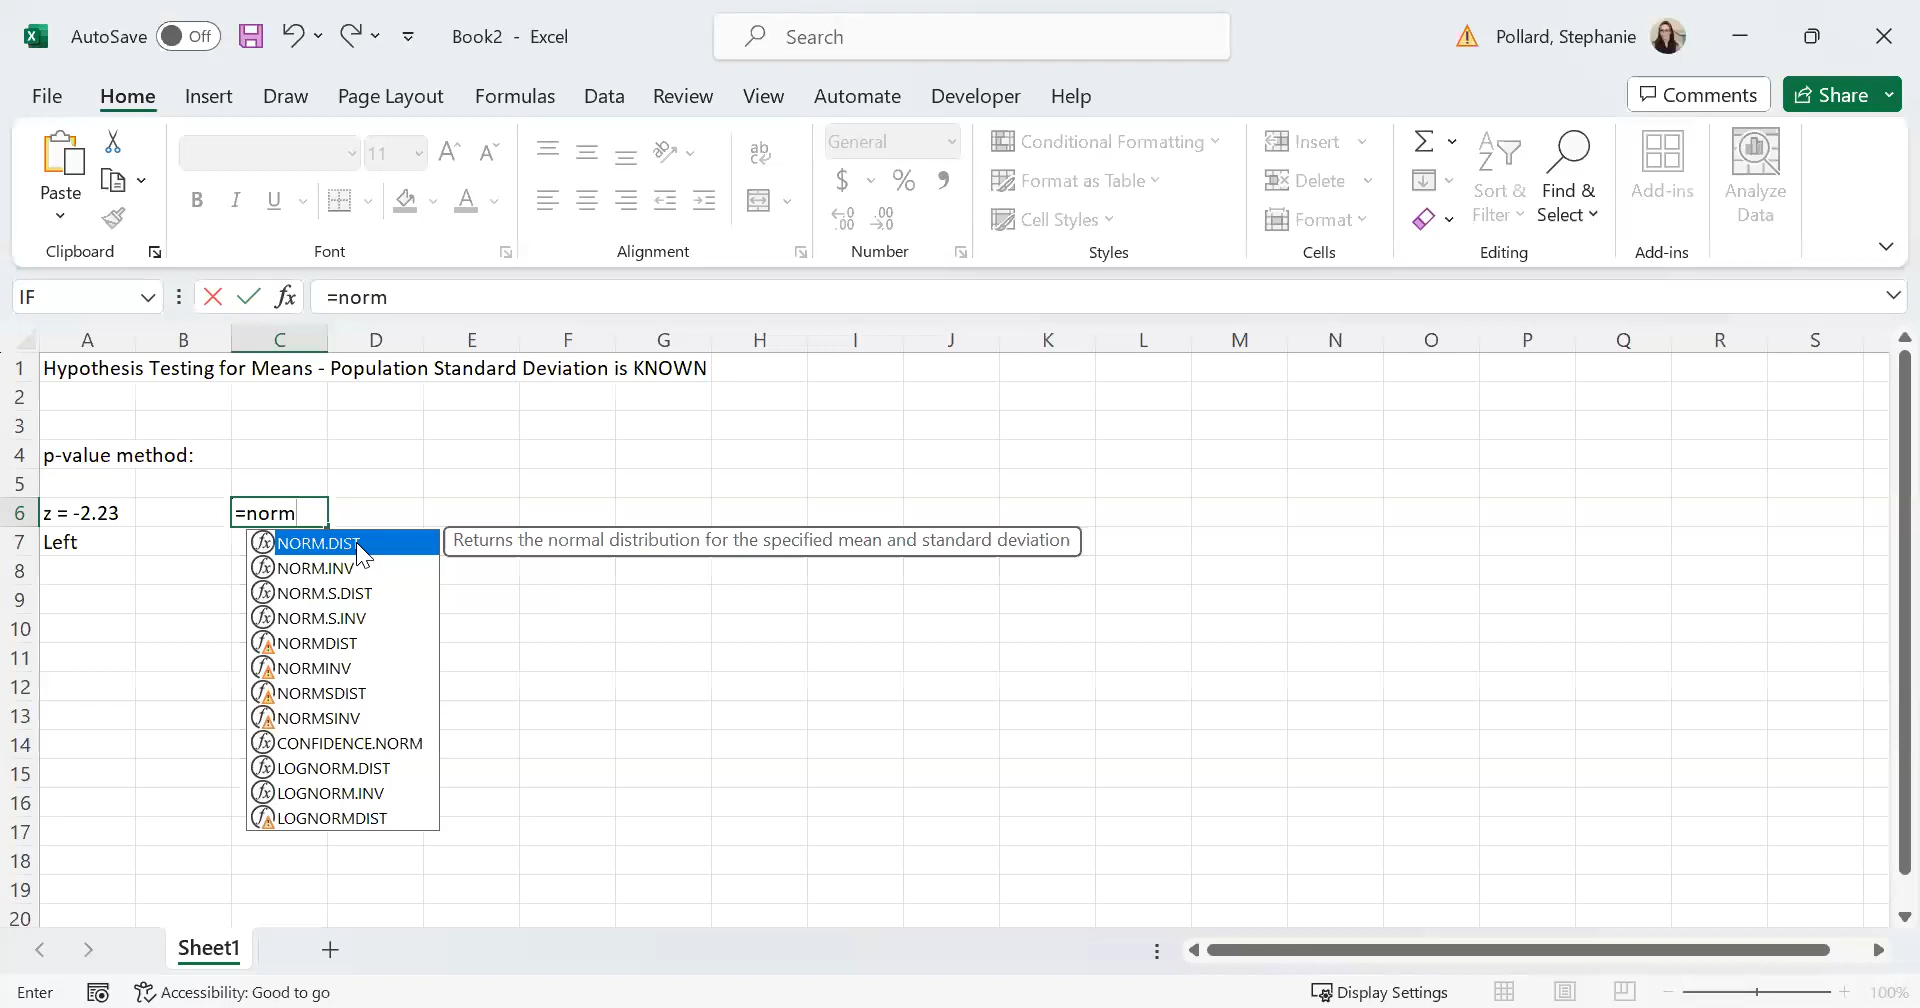 AutoSave Off Book2 - Excel Search Pollard, Stephanie
File Home Insert Draw Page Layout Formulas Data Review View Automate Developer Help Comments Share
Paste
Clipboard
11
B I U A
Font
ab
Alignment
General
$ % 9
Number
Conditional Formatting
Format as Table
Cell Styles
Styles
Insert
Delete
Format
Cells
Sort & Filter
Find & Select
Editing
Add-ins
Add-ins
Analyze Data
IF fx =norm
A B C D E F G H I J K L M N O P Q R S
1 Hypothesis Testing for Means - Population Standard Deviation is KNOWN
2
3
4 p-value method:
5
6 z = -2.23 =norm
7 Left
NORM.DIST Returns the normal distribution for the specified mean and standard deviation
NORM.INV
NORM.S.DIST
NORM.S.INV
NORMDIST
NORMINV
NORMSDIST
NORMSINV
CONFIDENCE.NORM
LOGNORM.DIST
LOGNORM.INV
LOGNORMDIST
8
9
10
11
12
13
14
15
16
17
18
19
20
Sheet1
Enter Accessibility: Good to go Display Settings 100%